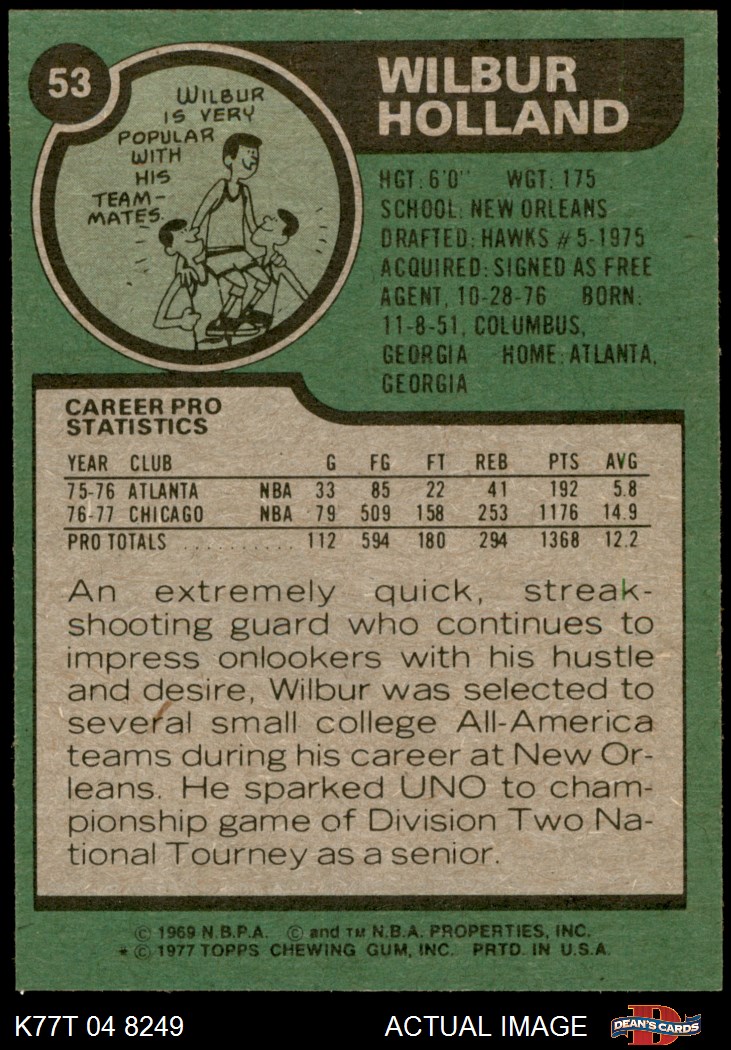 53
WILBUR
IS VERY
POPULAR
WITH
HIS
TEAM-
MATES.
WILBUR
HOLLAND
HGT: 6'0" WGT: 175
SCHOOL: NEW ORLEANS
DRAFTED: HAWKS #5-1975
ACQUIRED: SIGNED AS FREE
AGENT, 10-28-76 BORN:
11-8-51, COLUMBUS,
GEORGIA HOME: ATLANTA,
GEORGIA
CAREER PRO
STATISTICS
YEAR CLUB G FG FT REB PTS AVG
75-76 ATLANTA NBA 33 85 22 41 192 5.8
76-77 CHICAGO NBA 79 509 158 253 1176 14.9
PRO TOTALS .......... 112 594 180 294 1368 12.2
An extremely quick, streak-
shooting guard who continues to
impress onlookers with his hustle
and desire, Wilbur was selected to
several small college All-America
teams during his career at New Or-
leans. He sparked UNO to cham-
pionship game of Division Two Na-
tional Tourney as a senior.
© 1969 N.B.P.A. © and TM N.B.A. PROPERTIES, INC.
* © 1977 TOPPS CHEWING GUM, INC. PRTD. IN U.S.A.
K77T 04 8249 ACTUAL IMAGE
D
DEAN'S CARDS